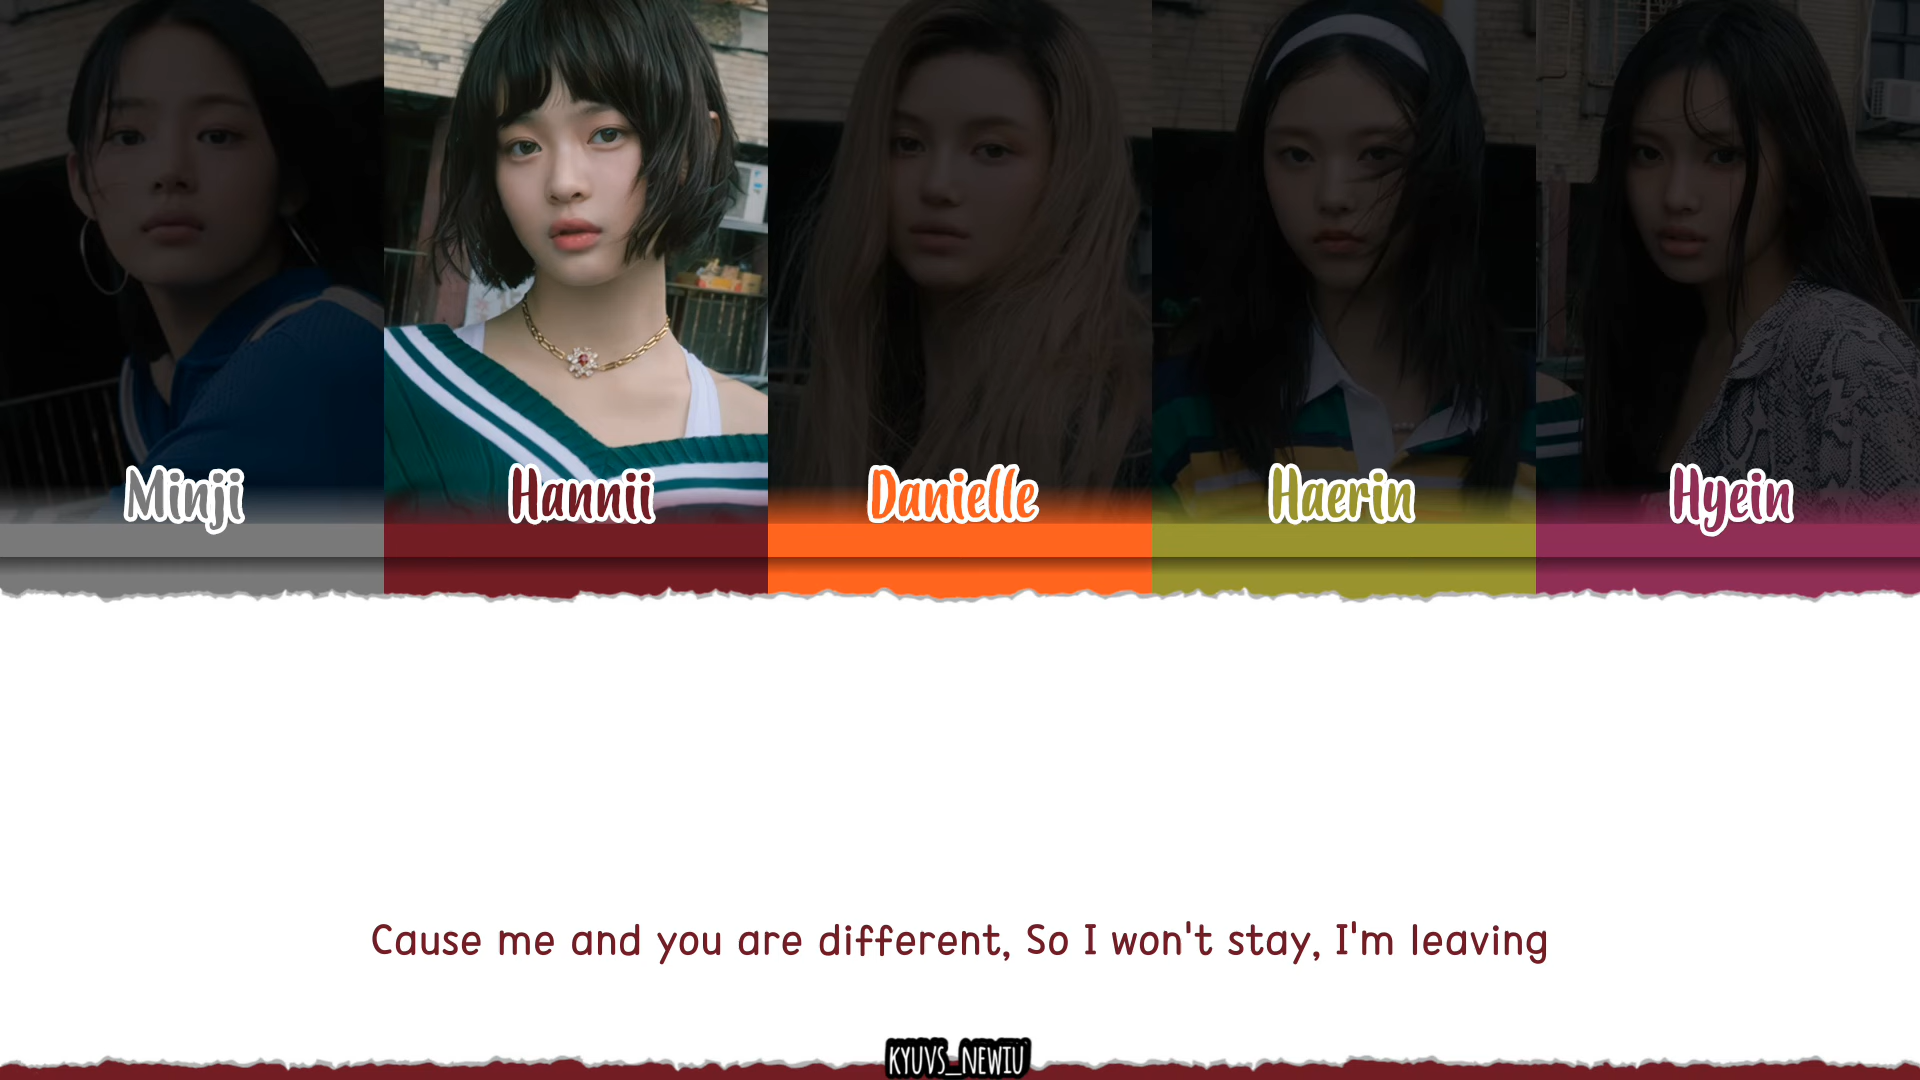 Minji
Hannii
Danielle
Haerin
Hyein
Cause me and you are different, So I won't stay, I'm leaving
KYUVS_NEWIU